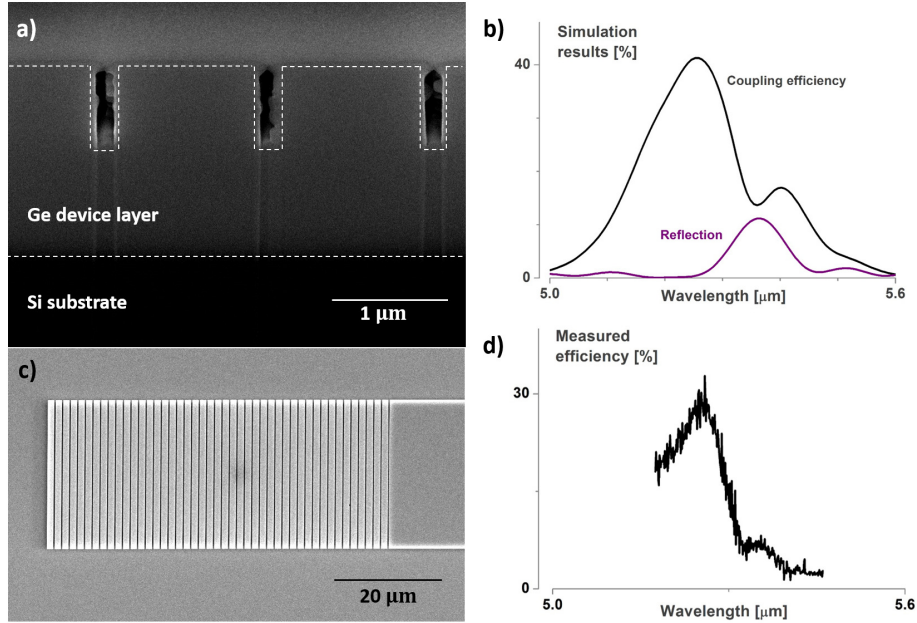 a)
Ge device layer
Si substrate
1 μm
b)
Simulation
results [%]
40
Coupling efficiency
Reflection
0
5.0
5.6
Wavelength [μm]
c)
20 μm
d)
Measured
efficiency [%]
30
0
5.0
5.6
Wavelength [μm]